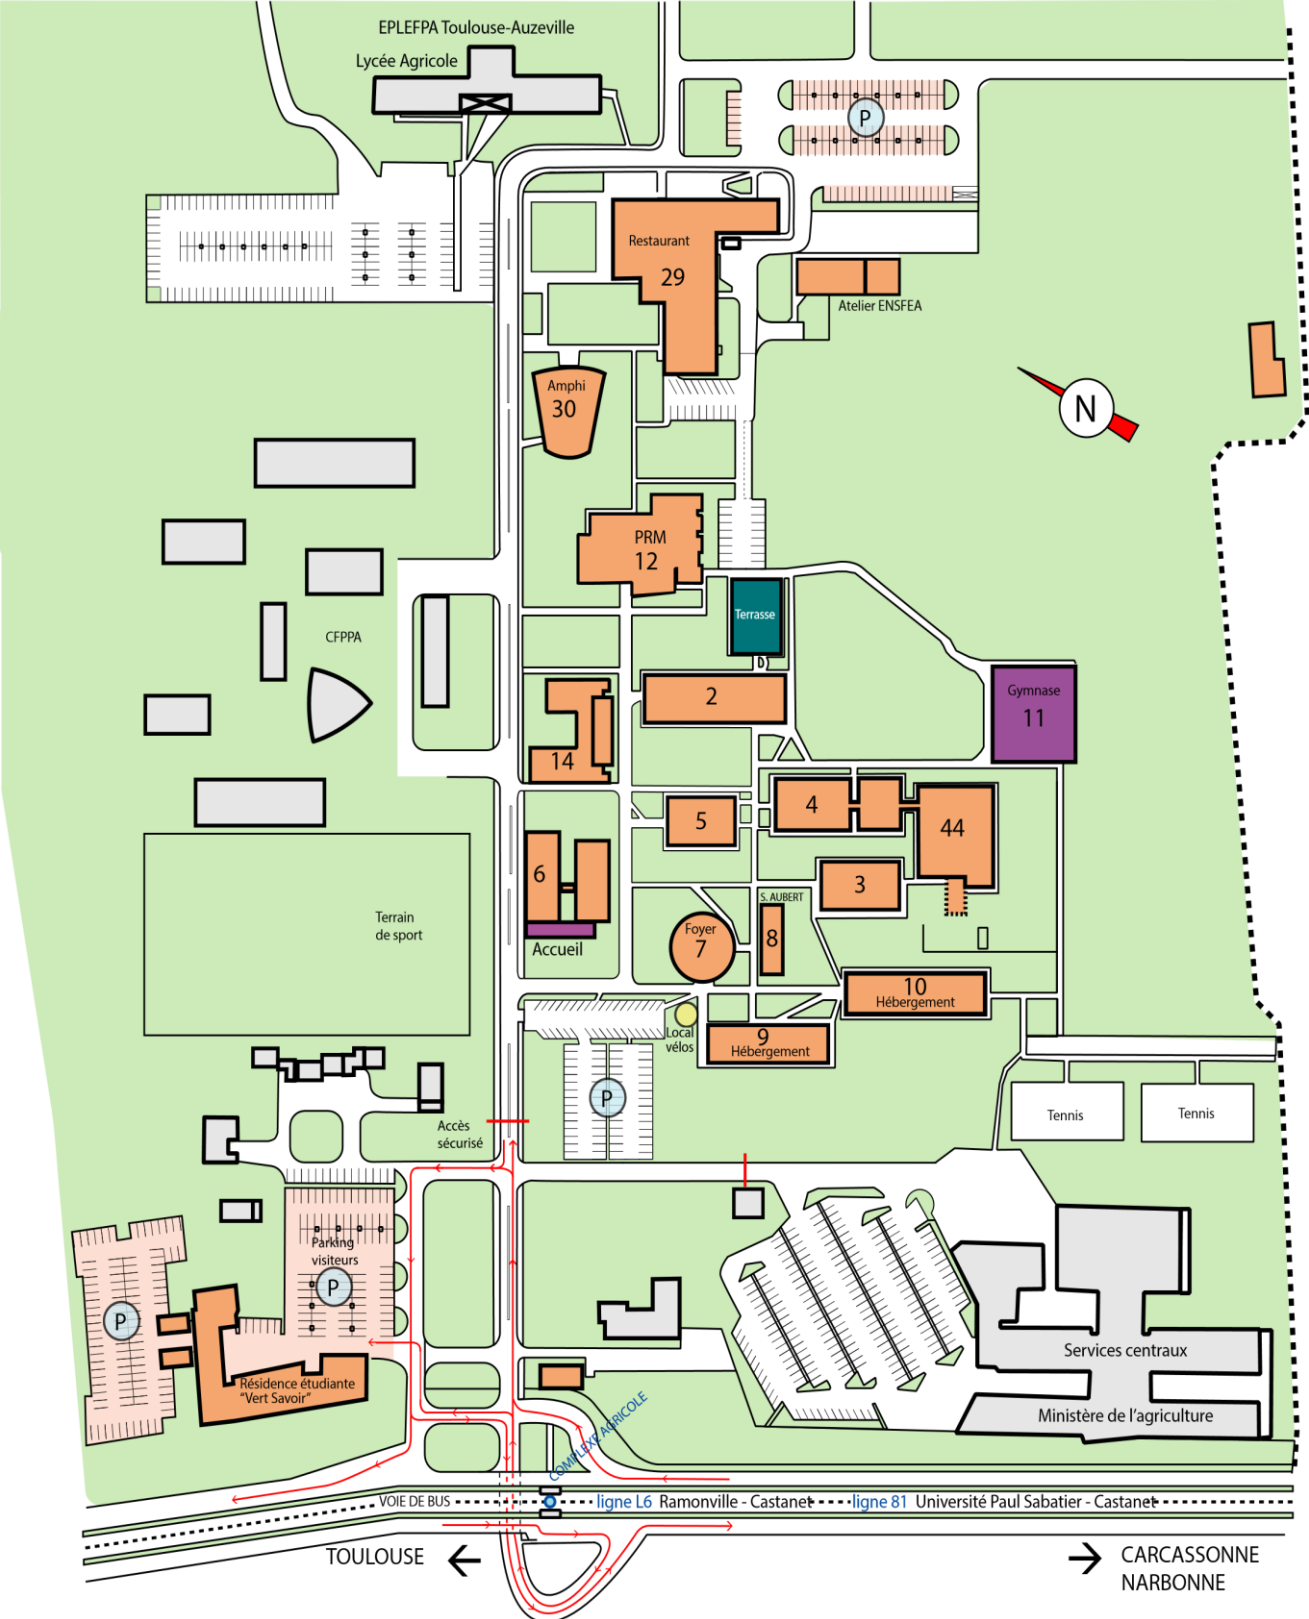 EPLEFPA Toulouse-Auzeville
Lycée Agricole
P
Restaurant
29
Atelier ENSFEA
Amphi
30
N
PRM
12
Terrasse
CFPPA
2
Gymnase
11
14
4
5
44
6
3
S. AUBERT
Terrain
de sport
Foyer
7
8
Accueil
10
Hébergement
Local
vélos
9
Hébergement
P
Accès
sécurisé
Tennis
Tennis
Parking
visiteurs
P
P
Services centraux
Résidence étudiante
"Vert Savoir"
Ministère de l'agriculture
COMPLEXE AGRICOLE
VOIE DE BUS
ligne L6 Ramonville - Castanet
ligne 81 Université Paul Sabatier - Castanet
TOULOUSE
CARCASSONNE
NARBONNE